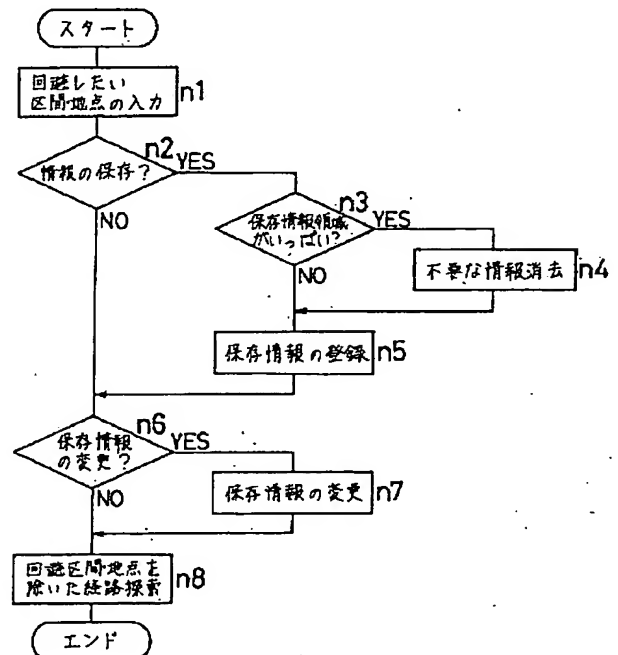 スタート
回避したい
区間地点の入力
n1
情報の保存?
n2
YES
NO
保存情報領域
がいっぱい?
n3
YES
NO
不要な情報消去
n4
保存情報の登録
n5
保存情報
の変更?
n6
YES
NO
保存情報の変更
n7
回避区間地点を
除いた経路探索
n8
エンド